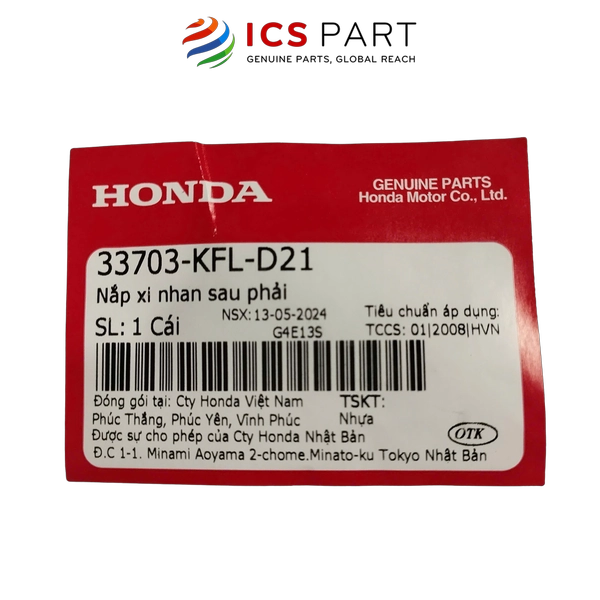 ICS PART
GENUINE PARTS, GLOBAL REACH
HONDA
GENUINE PARTS
Honda Motor Co., Ltd.
33703-KFL-D21
Nắp xi nhan sau phải
SL: 1 Cái
NSX: 13-05-2024
G4E13S
Tiêu chuẩn áp dụng:
TCCS: 01|2008|HVN
Đóng gói tại: Cty Honda Việt Nam
Phúc Thắng, Phúc Yên, Vĩnh Phúc
Được sự cho phép của Cty Honda Nhật Bản
Đ.C 1-1. Minami Aoyama 2-chome.Minato-ku Tokyo Nhật Bản
TSKT:
Nhựa
OTK